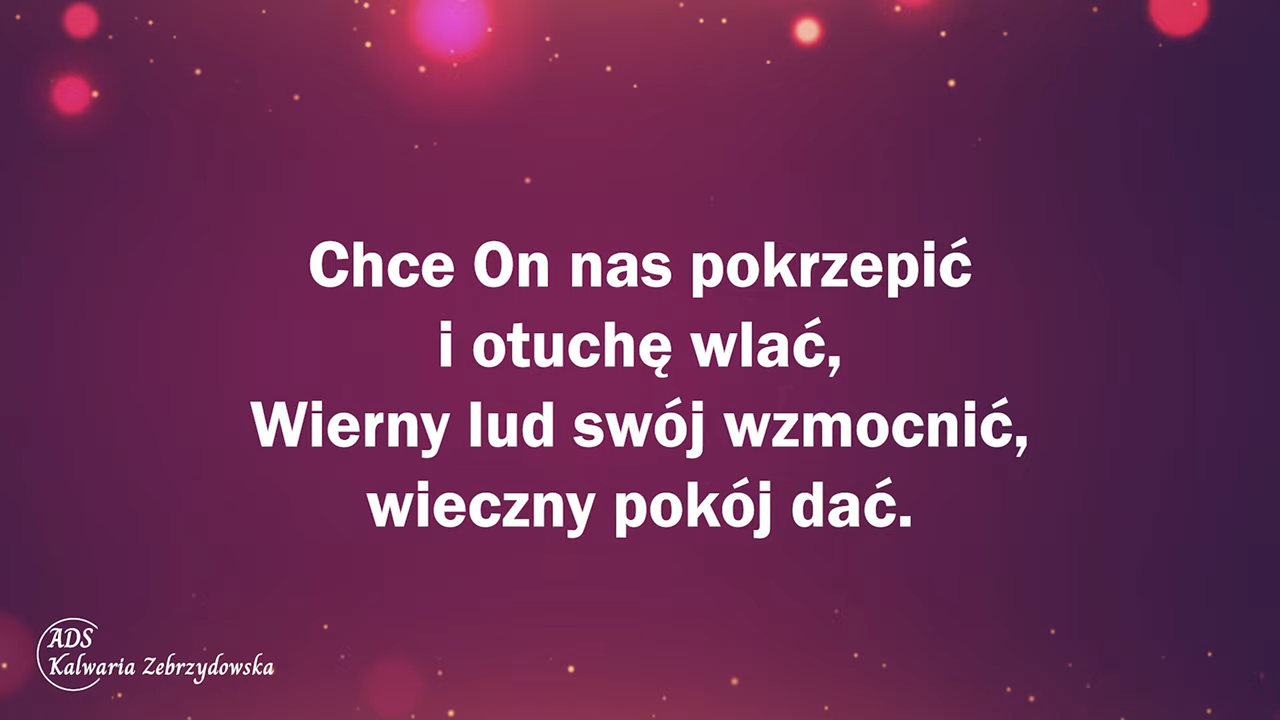 Chce On nas pokrzepić
i otuchę wlać,
Wierny lud swój wzmocnić,
wieczny pokój dać.
ADS
Kalwaria Zebrzydowska